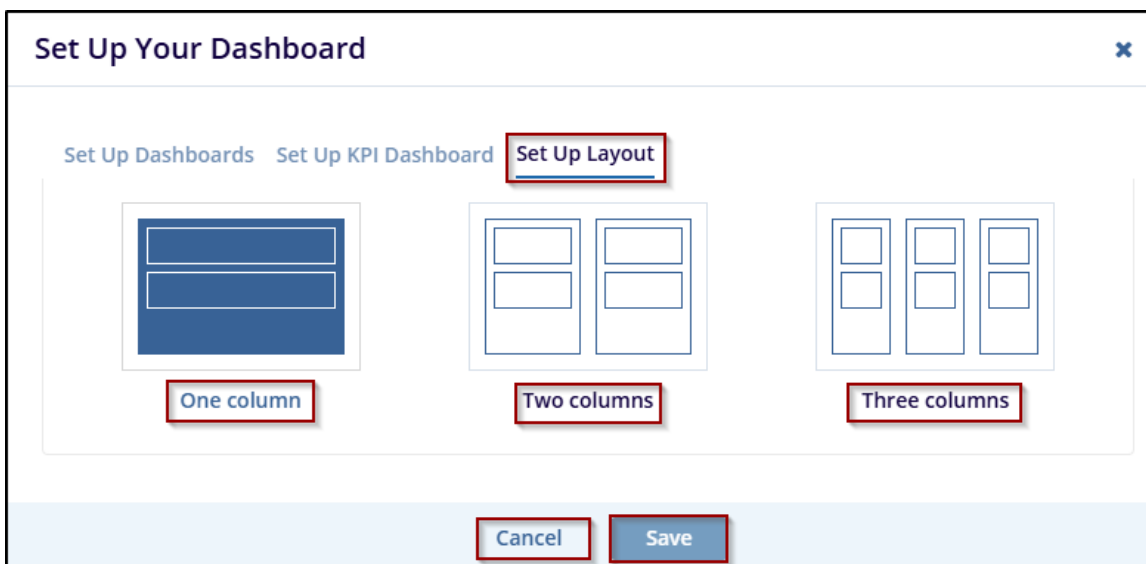 Set Up Your Dashboard
Set Up Dashboards Set Up KPI Dashboard Set Up Layout
One column Two columns Three columns
Cancel Save